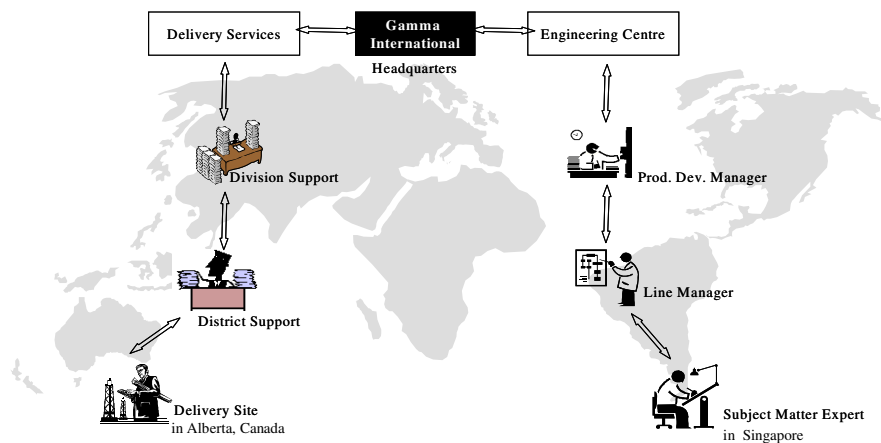 Delivery Services
Gamma
International
Engineering Centre
Headquarters
Division Support
Prod. Dev. Manager
Line Manager
District Support
Delivery Site
in Alberta, Canada
Subject Matter Expert
in Singapore